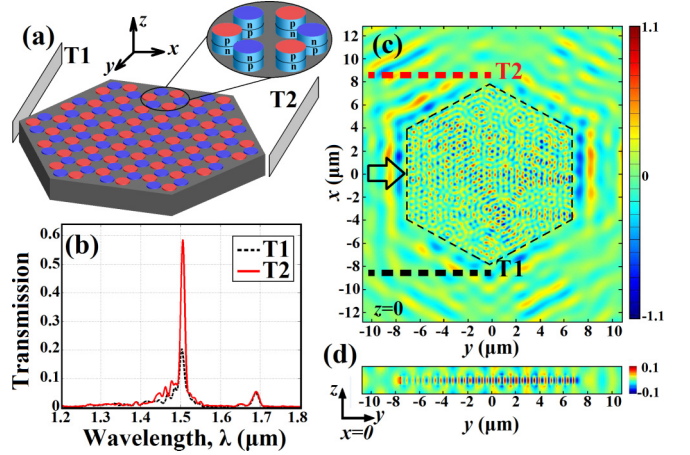 (a)
T1
z
x
y
T2
p
n
p
n
n
p
n
p
n
p
p
n
(b)
Transmission
0.6
0.5
0.4
0.3
0.2
0.1
0
T1
T2
1.2 1.3 1.4 1.5 1.6 1.7 1.8
Wavelength, λ (μm)
(c)
x (μm)
12
10
8
6
4
2
0
-2
-4
-6
-8
-10
-12
T2
T1
z=0
-10 -8 -6 -4 -2 0 2 4 6 8 10
y (μm)
1.1
0
-1.1
(d)
z
y
x=0
-10 -8 -6 -4 -2 0 2 4 6 8 10
y (μm)
0.1
-0.1